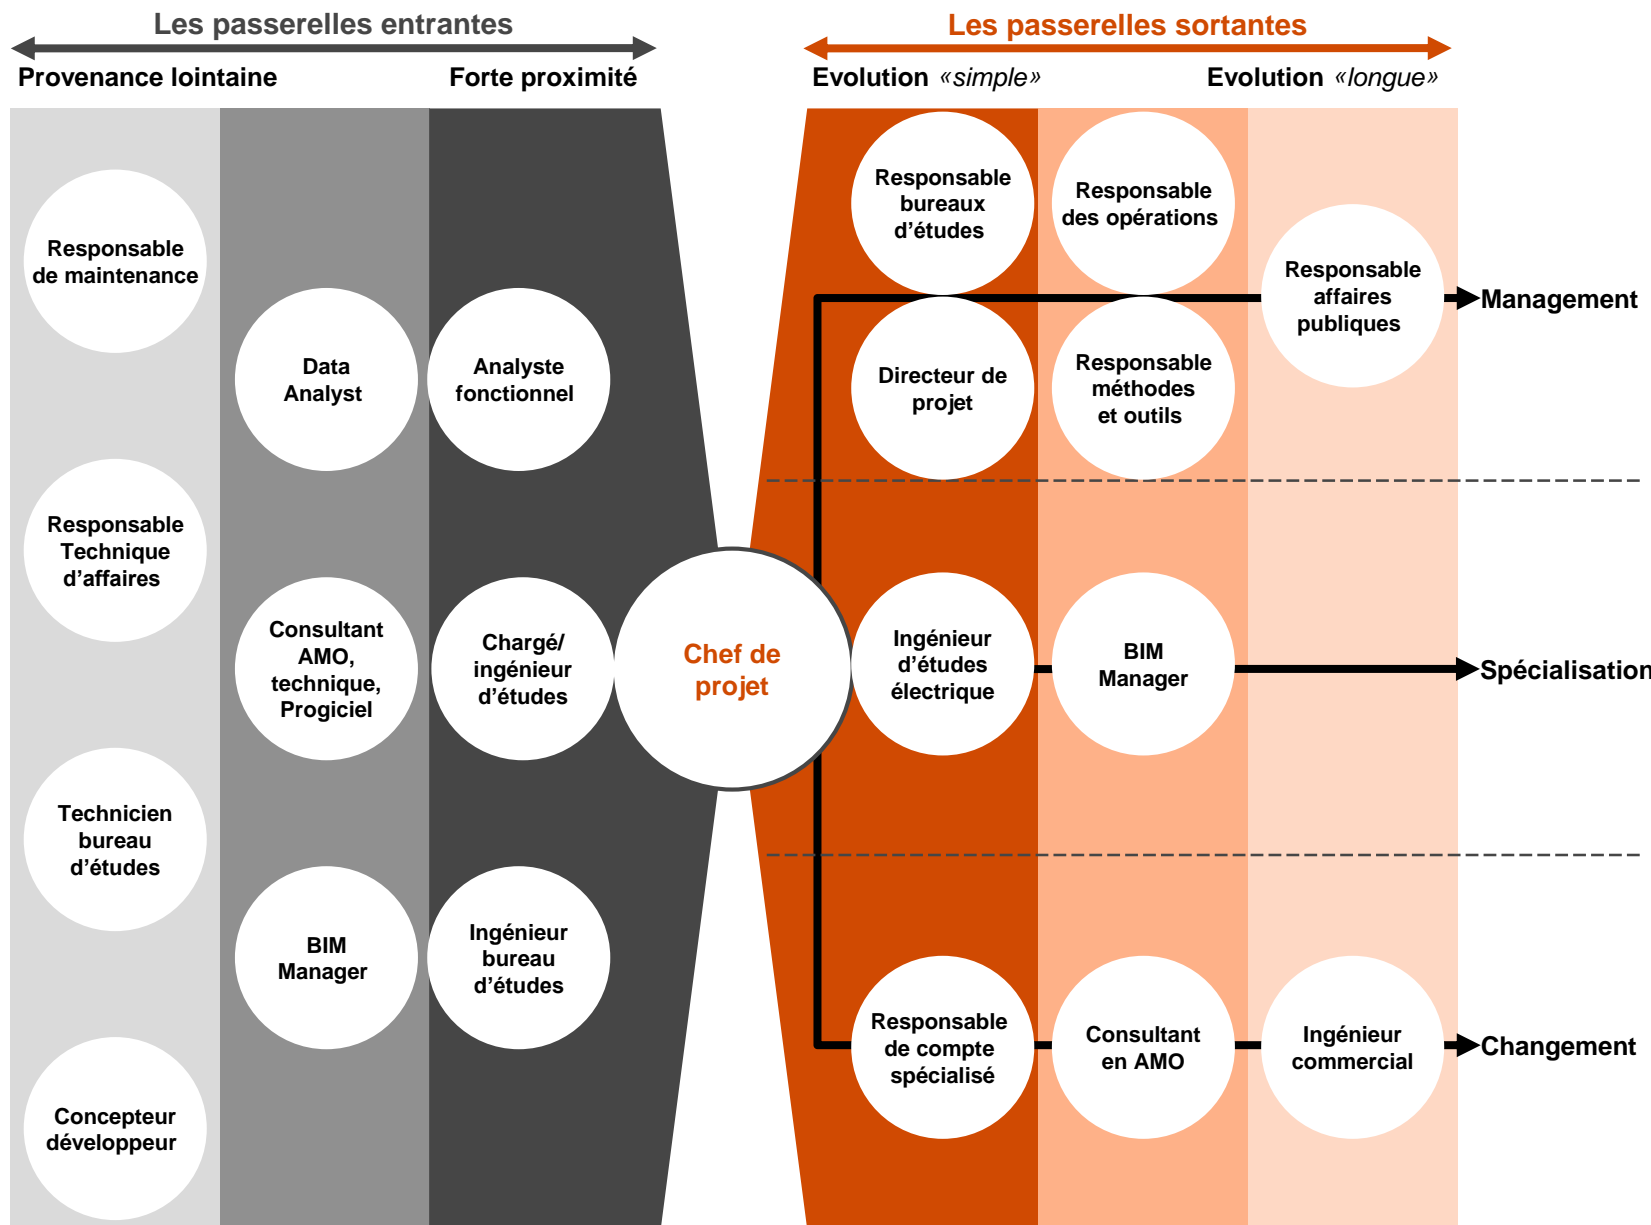 Les passerelles entrantes
Provenance lointaine
Forte proximité
Responsable
de maintenance
Responsable
Technique
d’affaires
Technicien
bureau
d’études
Concepteur
développeur
Data
Analyst
Consultant
AMO,
technique,
Progiciel
BIM
Manager
Analyste
fonctionnel
Chargé/
ingénieur
d’études
Ingénieur
bureau
d’études
Chef de
projet
Les passerelles sortantes
Evolution «simple»
Evolution «longue»
Responsable
bureaux
d’études
Responsable
des opérations
Directeur de
projet
Responsable
méthodes
et outils
Responsable
affaires
publiques
Management
Ingénieur
d’études
électrique
BIM
Manager
Spécialisation
Responsable
de compte
spécialisé
Consultant
en AMO
Ingénieur
commercial
Changement